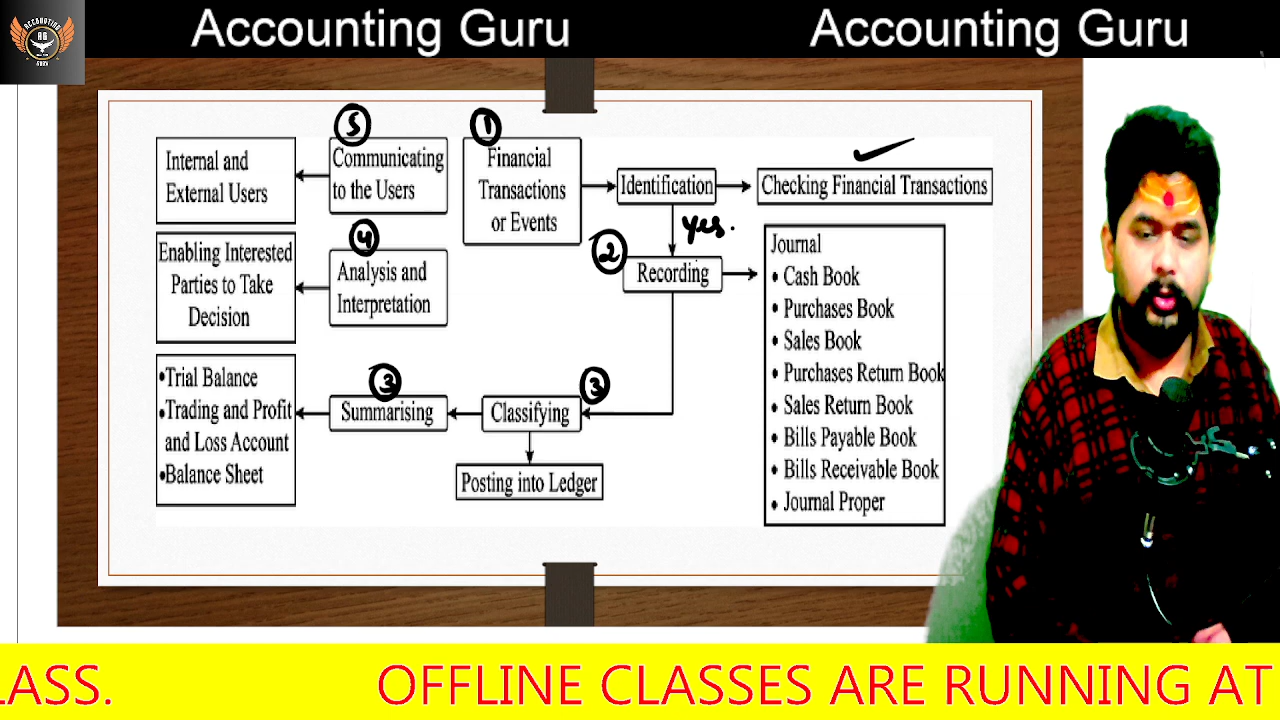 Accounting Guru
Accounting Guru
ACCOUNTING
AG
GURU
5
1
Internal and
External Users
Communicating
to the Users
Financial
Transactions
or Events
Identification
Checking Financial Transactions
yes.
4
2
Enabling Interested
Parties to Take
Decision
Analysis and
Interpretation
Recording
Journal
• Cash Book
• Purchases Book
• Sales Book
• Purchases Return Book
• Sales Return Book
• Bills Payable Book
• Bills Receivable Book
• Journal Proper
3
3
•Trial Balance
•Trading and Profit
and Loss Account
•Balance Sheet
Summarising
Classifying
Posting into Ledger
LASS.
OFFLINE CLASSES ARE RUNNING AT